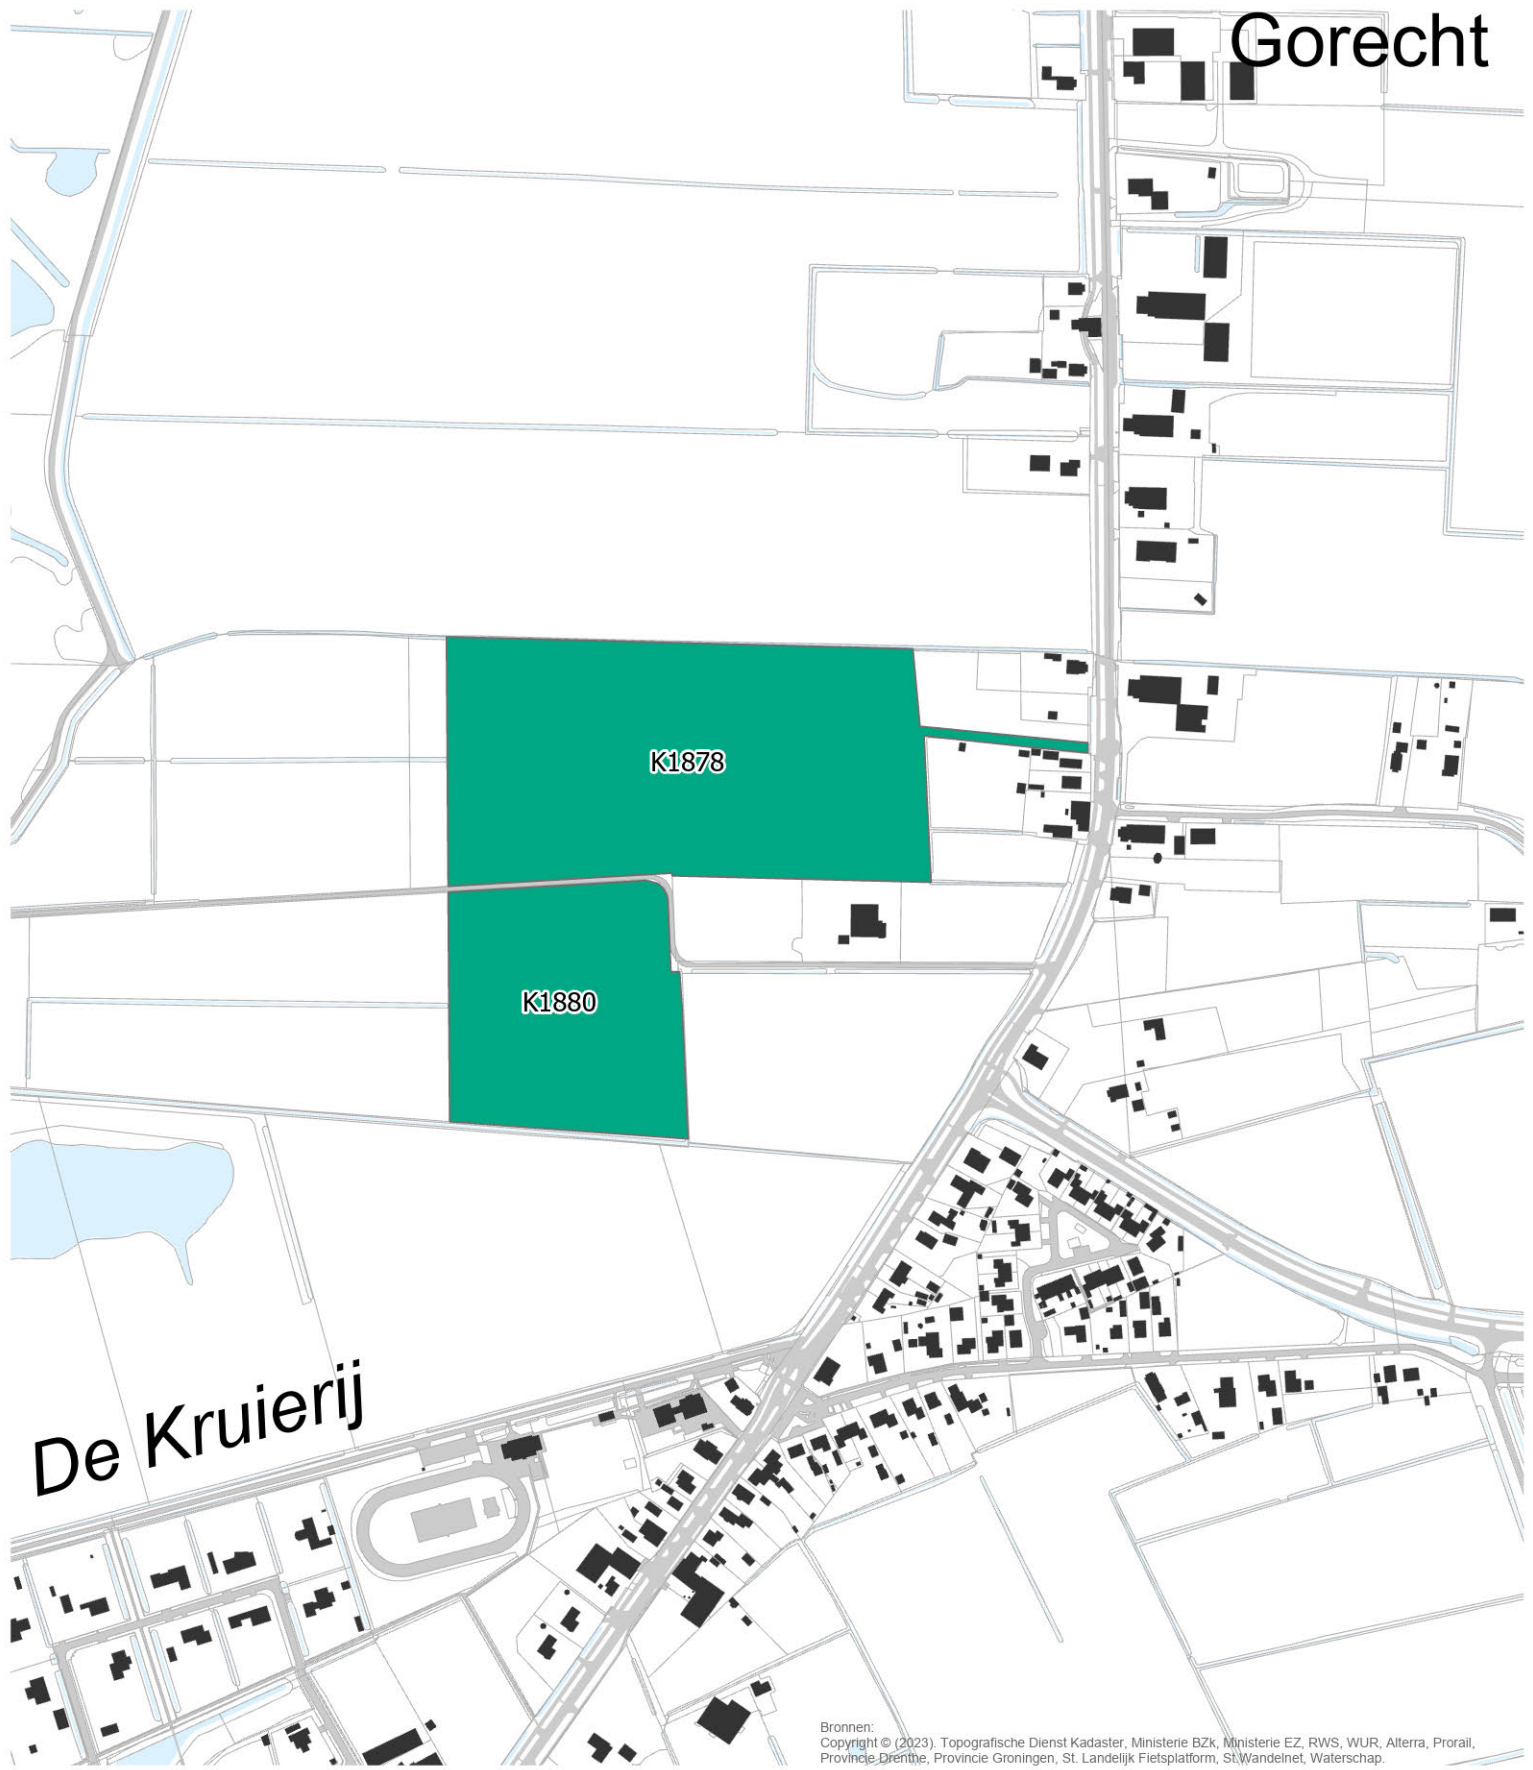 Gorecht
K1878
K1880
De Kruierij
Bronnen:
Copyright © (2023). Topografische Dienst Kadaster, Ministerie BZk, Ministerie EZ, RWS, WUR, Alterra, Prorail,
Provincie Drenthe, Provincie Groningen, St. Landelijk Fietsplatform, St.Wandelnet, Waterschap.